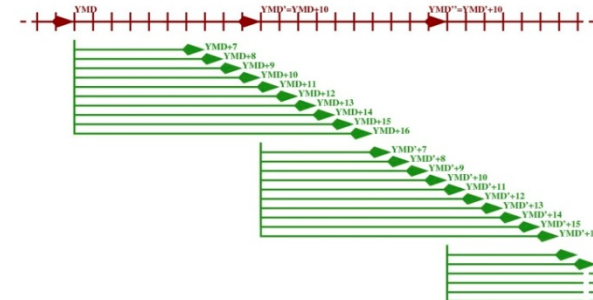 YMD YMD'=YMD+10 YMD''=YMD'+10
YMD+7
YMD+8
YMD+9
YMD+10
YMD+11
YMD+12
YMD+13
YMD+14
YMD+15
YMD+16
YMD'+7
YMD'+8
YMD'+9
YMD'+10
YMD'+11
YMD'+12
YMD'+13
YMD'+14
YMD'+15